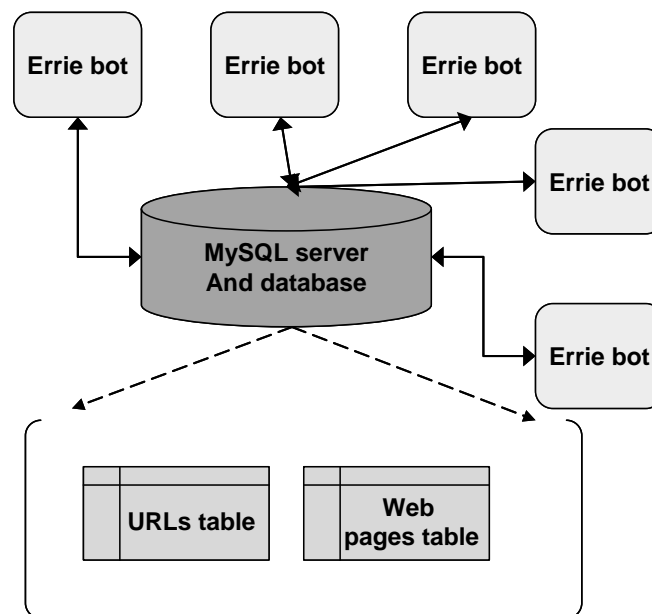 Errie bot
Errie bot
Errie bot
Errie bot
MySQL server
And database
Errie bot
URLs table
Web
pages table